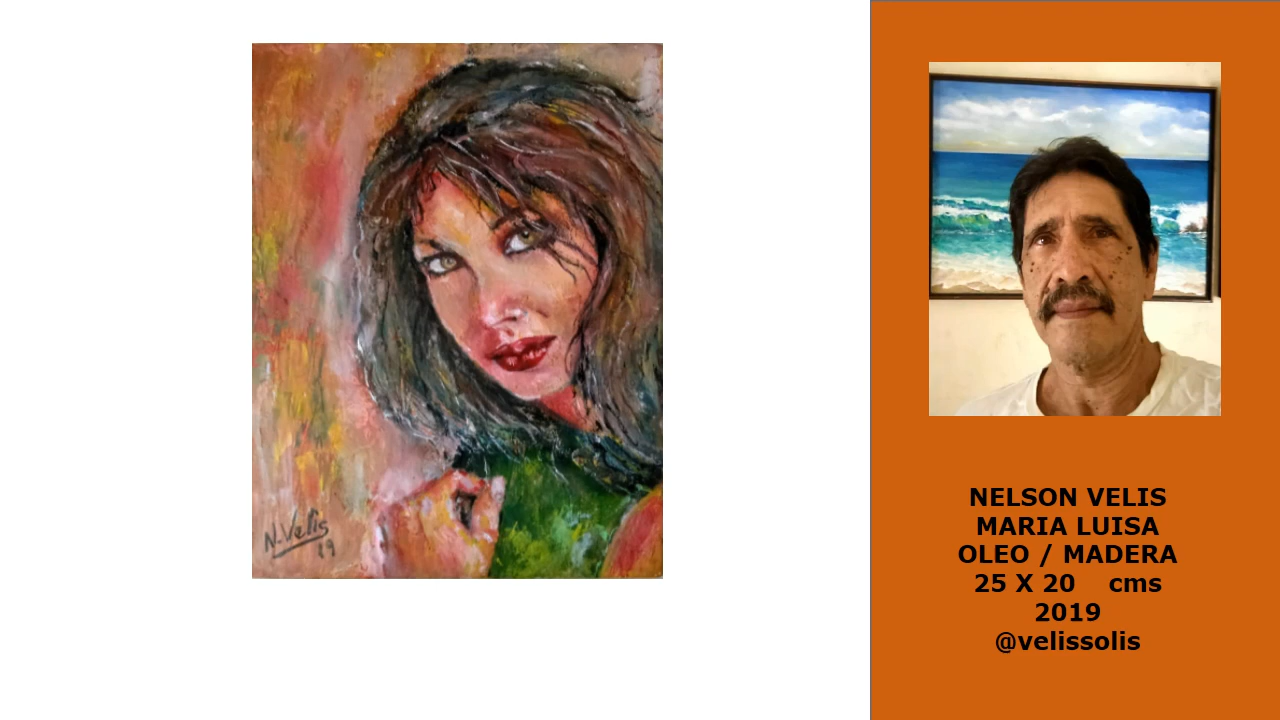 N. Velis
19
NELSON VELIS
MARIA LUISA
OLEO / MADERA
25 X 20 cms
2019
@velissolis